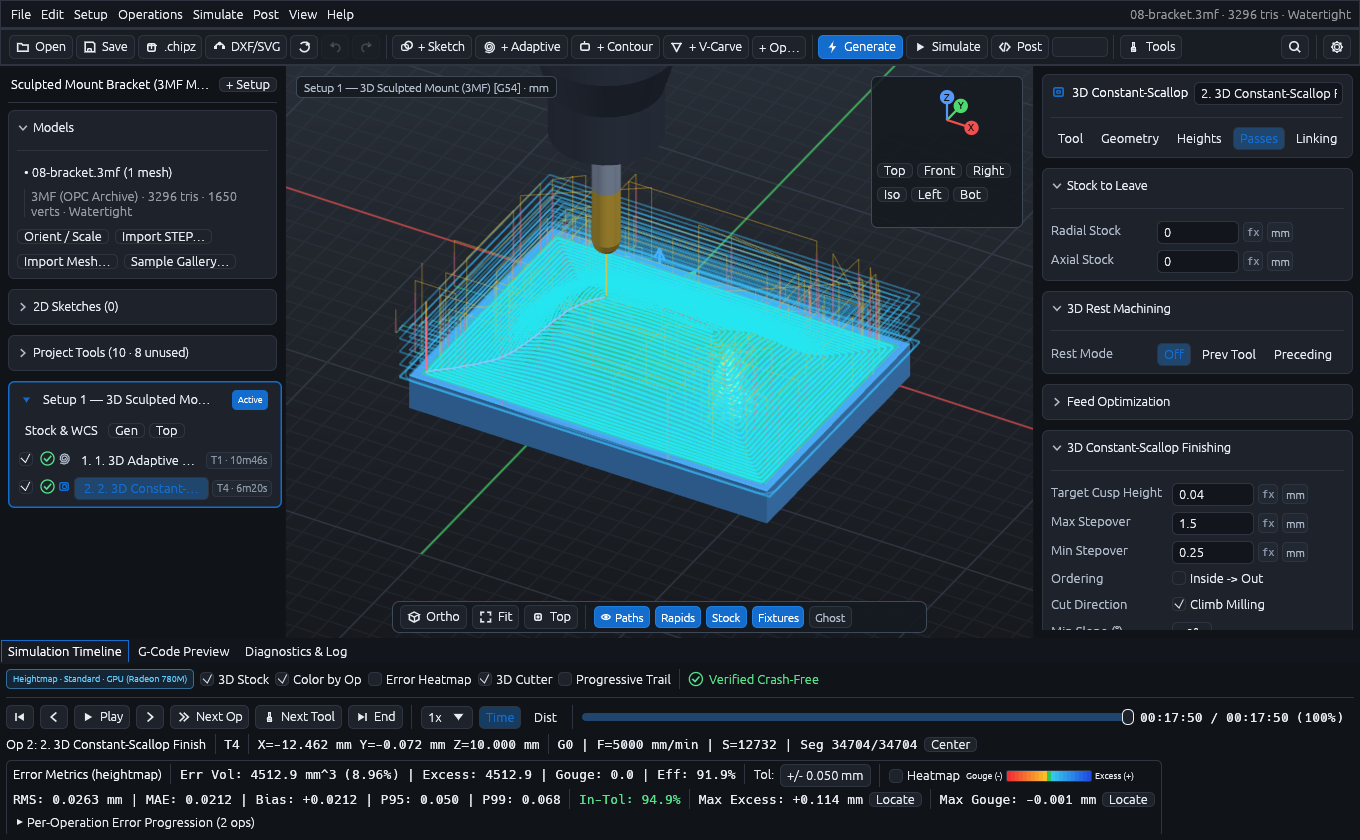 File Edit Setup Operations Simulate Post View Help 08-bracket.3mf · 3296 tris · Watertight
Open Save .chipz DXF/SVG + Sketch + Adaptive + Contour + V-Carve + Op... Generate Simulate Post Tools
Sculpted Mount Bracket (3MF M... + Setup
Models
• 08-bracket.3mf (1 mesh)
3MF (OPC Archive) · 3296 tris · 1650
verts · Watertight
Orient / Scale Import STEP...
Import Mesh... Sample Gallery...
2D Sketches (0)
Project Tools (10 · 8 unused)
Setup 1 — 3D Sculpted Mo... Active
Stock & WCS Gen Top
1. 1. 3D Adaptive ... T1 · 10m46s
2. 2. 3D Constant-... T4 · 6m20s
Setup 1 — 3D Sculpted Mount (3MF) [G54] · mm
Z
Y
X
Top Front Right
Iso Left Bot
Ortho Fit Top Paths Rapids Stock Fixtures Ghost
3D Constant-Scallop 2. 3D Constant-Scallop F
Tool Geometry Heights Passes Linking
Stock to Leave
Radial Stock 0 fx mm
Axial Stock 0 fx mm
3D Rest Machining
Rest Mode Off Prev Tool Preceding
Feed Optimization
3D Constant-Scallop Finishing
Target Cusp Height 0.04 fx mm
Max Stepover 1.5 fx mm
Min Stepover 0.25 fx mm
Ordering Inside -> Out
Cut Direction Climb Milling
Simulation Timeline G-Code Preview Diagnostics & Log
Heightmap · Standard · GPU (Radeon 780M) 3D Stock Color by Op Error Heatmap 3D Cutter Progressive Trail Verified Crash-Free
Play Next Op Next Tool End 1x Time Dist 00:17:50 / 00:17:50 (100%)
Op 2: 2. 3D Constant-Scallop Finish T4 X=-12.462 mm Y=-0.072 mm Z=10.000 mm G0 | F=5000 mm/min | S=12732 | Seg 34704/34704 Center
Error Metrics (heightmap) Err Vol: 4512.9 mm^3 (8.96%) | Excess: 4512.9 | Gouge: 0.0 | Eff: 91.9% Tol: +/- 0.050 mm Heatmap Gouge (-) Excess (+)
RMS: 0.0263 mm | MAE: 0.0212 | Bias: +0.0212 | P95: 0.050 | P99: 0.068 In-Tol: 94.9% Max Excess: +0.114 mm Locate Max Gouge: -0.001 mm Locate
Per-Operation Error Progression (2 ops)